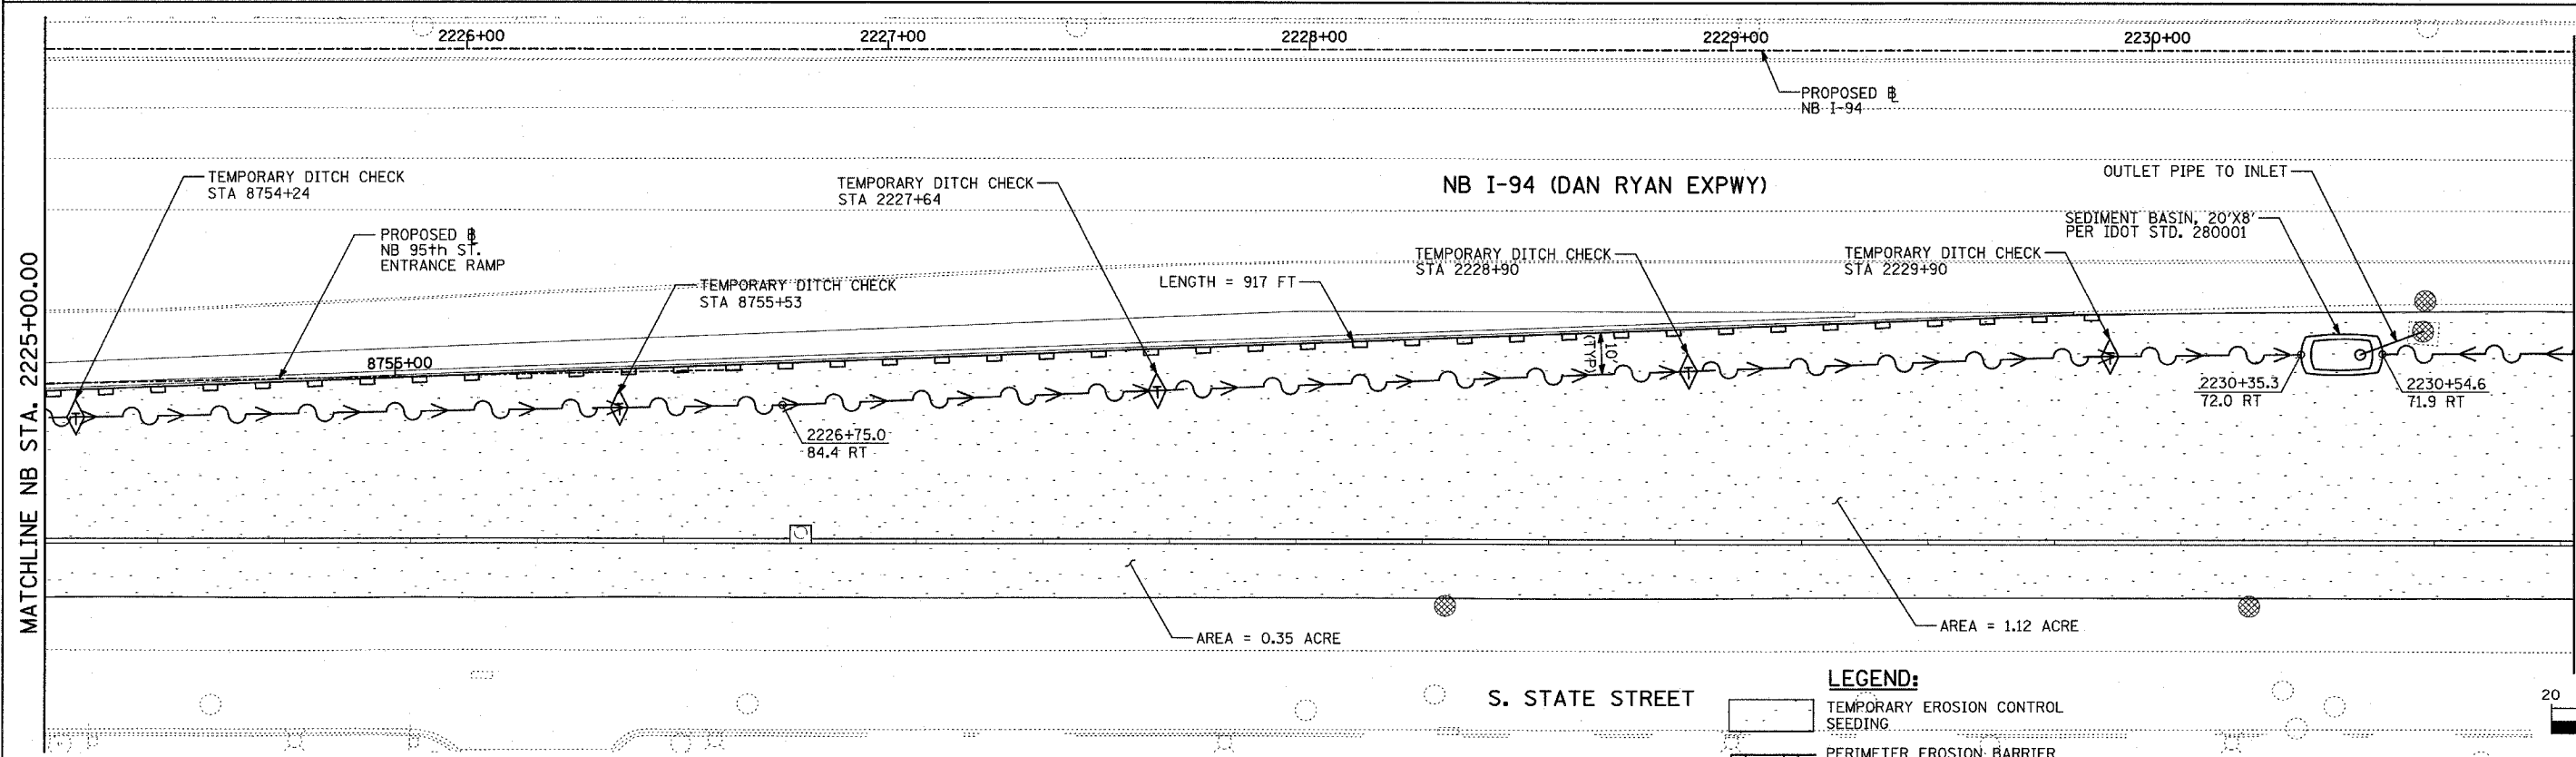 2226+00
2227+00
2228+00
2229+00
2230+00
PROPOSED B
NB I-94
TEMPORARY DITCH CHECK
STA 8754+24
TEMPORARY DITCH CHECK
STA 2227+64
NB I-94 (DAN RYAN EXPWY)
OUTLET PIPE TO INLET
PROPOSED B
NB 95th ST.
ENTRANCE RAMP
SEDIMENT BASIN, 20'X8'
PER IDOT STD. 280001
TEMPORARY DITCH CHECK
STA 2228+90
TEMPORARY DITCH CHECK
STA 2229+90
TEMPORARY DITCH CHECK
STA 8755+53
LENGTH = 917 FT
MATCHLINE NB STA. 2225+00.00
8755+00
10'
(TYP)
2230+35.3
72.0 RT
2230+54.6
71.9 RT
2226+75.0
84.4 RT
AREA = 0.35 ACRE
AREA = 1.12 ACRE
S. STATE STREET
LEGEND:
TEMPORARY EROSION CONTROL
SEEDING
PERIMETER EROSION BARRIER
20